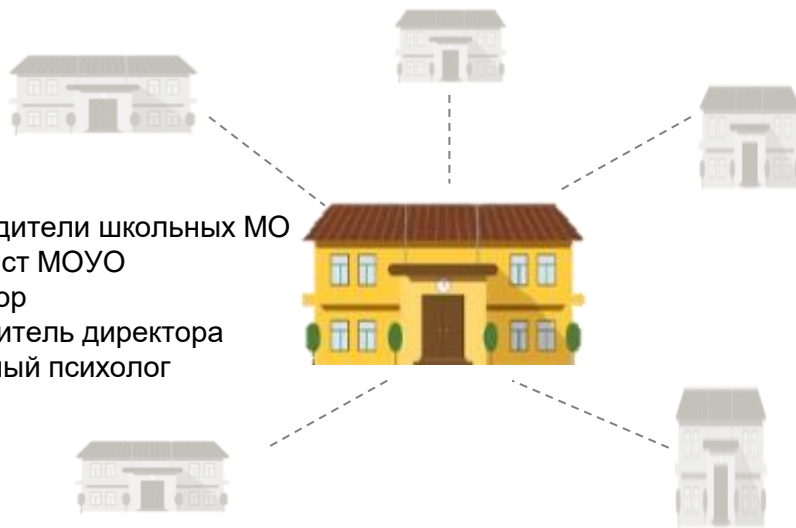 дители школьных МО
ст МОУО
ор
итель директора
ный психолог